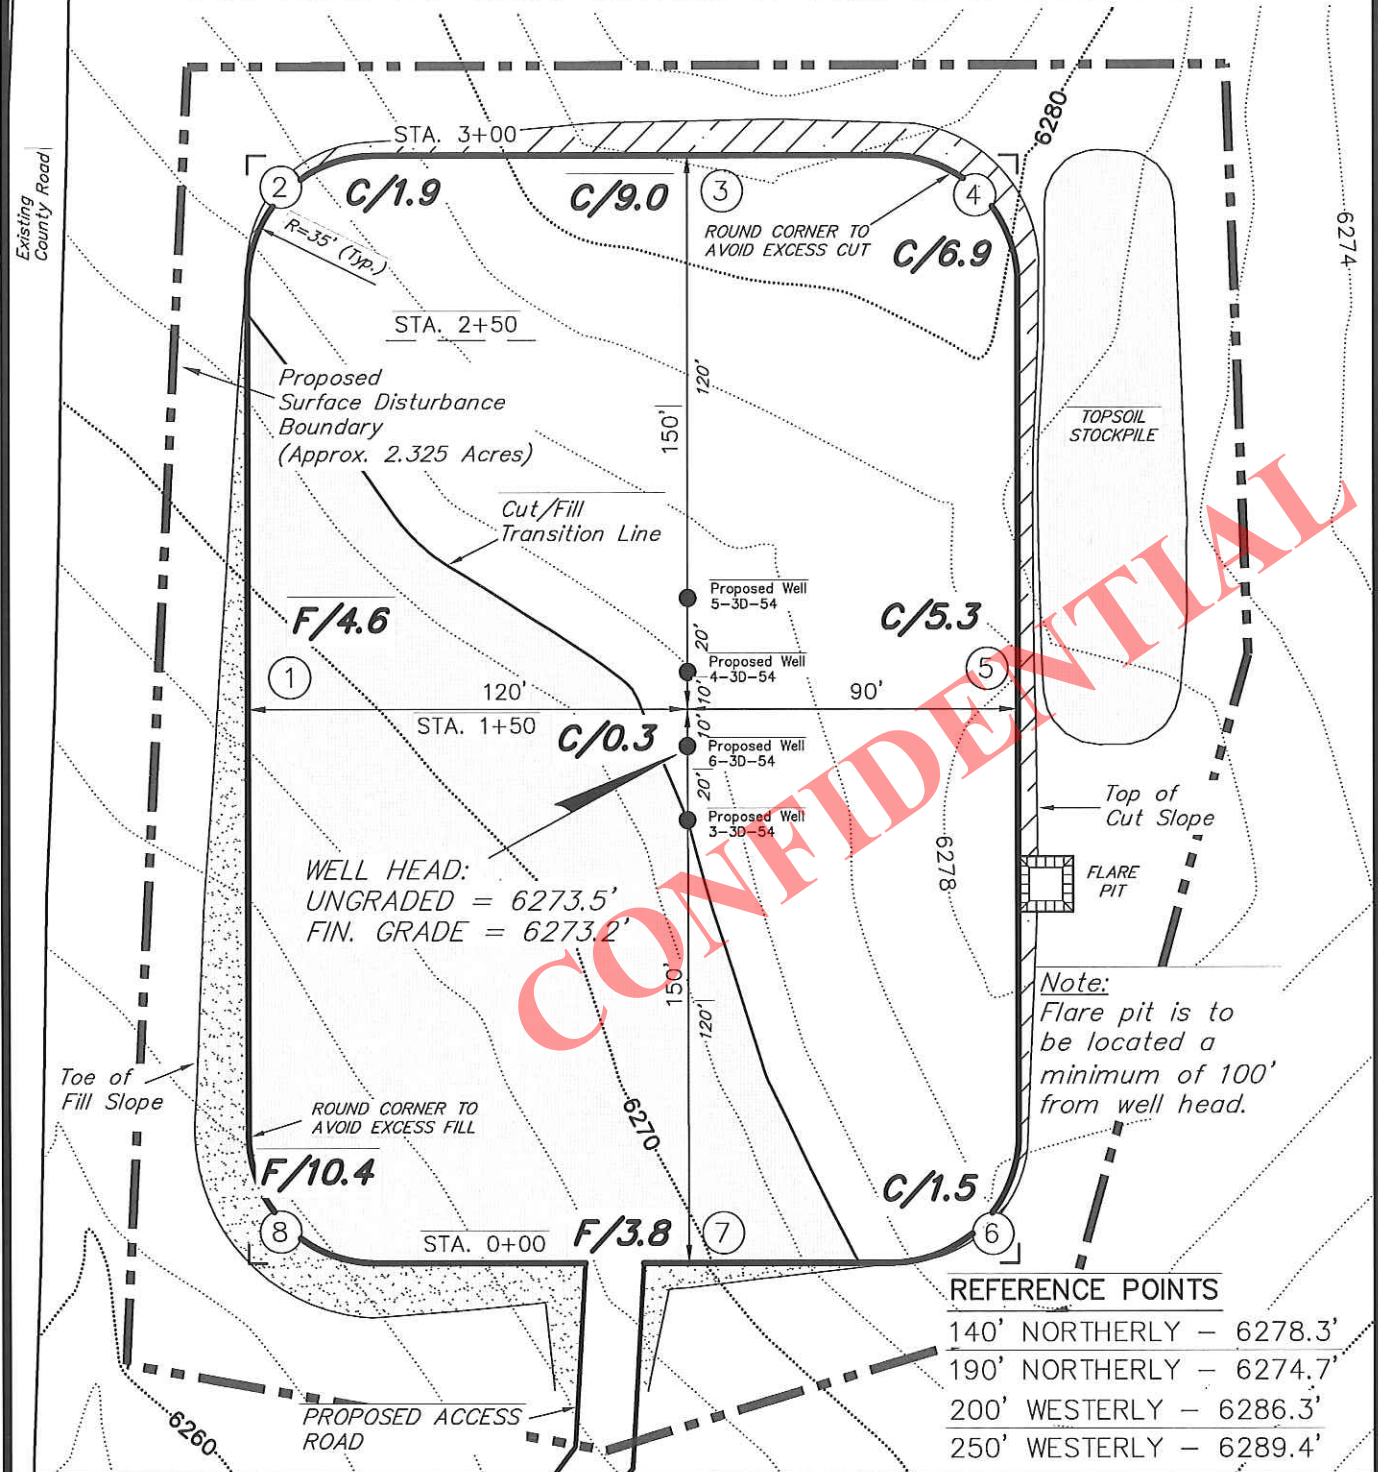 STA. 3+00
6280
Existing
County Road
2
C/1.9
C/9.0
3
4
R=35' (Typ.)
ROUND CORNER TO
AVOID EXCESS CUT
C/6.9
6274
STA. 2+50
Proposed
Surface Disturbance
Boundary
(Approx. 2.325 Acres)
120'
150'
TOPSOIL
STOCKPILE
Cut/Fill
Transition Line
Proposed Well
5-3D-54
F/4.6
C/5.3
20'
Proposed Well
4-3D-54
1
5
120'
10'
90'
STA. 1+50
C/0.3
10'
Proposed Well
6-3D-54
20'
Proposed Well
3-3D-54
Top of
Cut Slope
WELL HEAD:
UNGRADED = 6273.5'
FIN. GRADE = 6273.2'
6278
FLARE
PIT
CONFIDENTIAL
150'
120'
Note:
Flare pit is to
be located a
minimum of 100'
from well head.
Toe of
Fill Slope
ROUND CORNER TO
AVOID EXCESS FILL
6270
F/10.4
C/1.5
8
STA. 0+00
F/3.8
7
6
REFERENCE POINTS
140' NORTHERLY – 6278.3'
190' NORTHERLY – 6274.7'
200' WESTERLY – 6286.3'
250' WESTERLY – 6289.4'
PROPOSED ACCESS
ROAD
6260